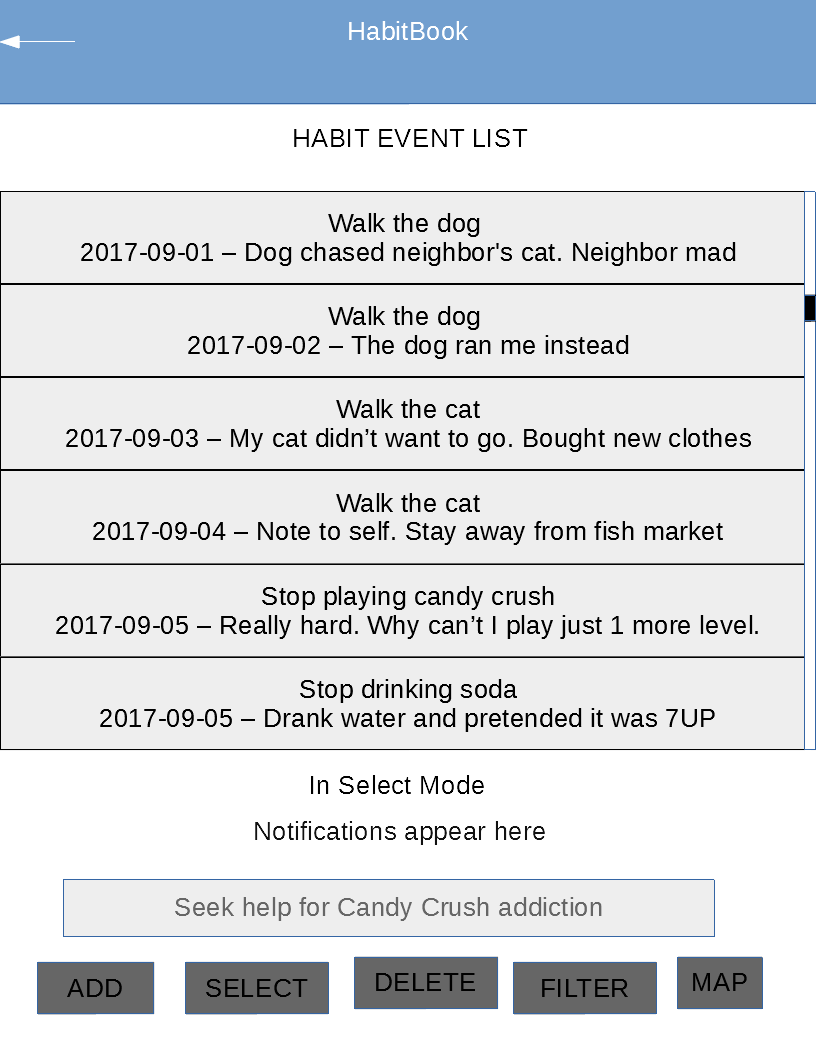 HabitBook
HABIT EVENT LIST
Walk the dog
2017-09-01 – Dog chased neighbor's cat. Neighbor mad
Walk the dog
2017-09-02 – The dog ran me instead
Walk the cat
2017-09-03 – My cat didn’t want to go. Bought new clothes
Walk the cat
2017-09-04 – Note to self. Stay away from fish market
Stop playing candy crush
2017-09-05 – Really hard. Why can’t I play just 1 more level.
Stop drinking soda
2017-09-05 – Drank water and pretended it was 7UP
In Select Mode
Notifications appear here
Seek help for Candy Crush addiction
ADD SELECT DELETE FILTER MAP